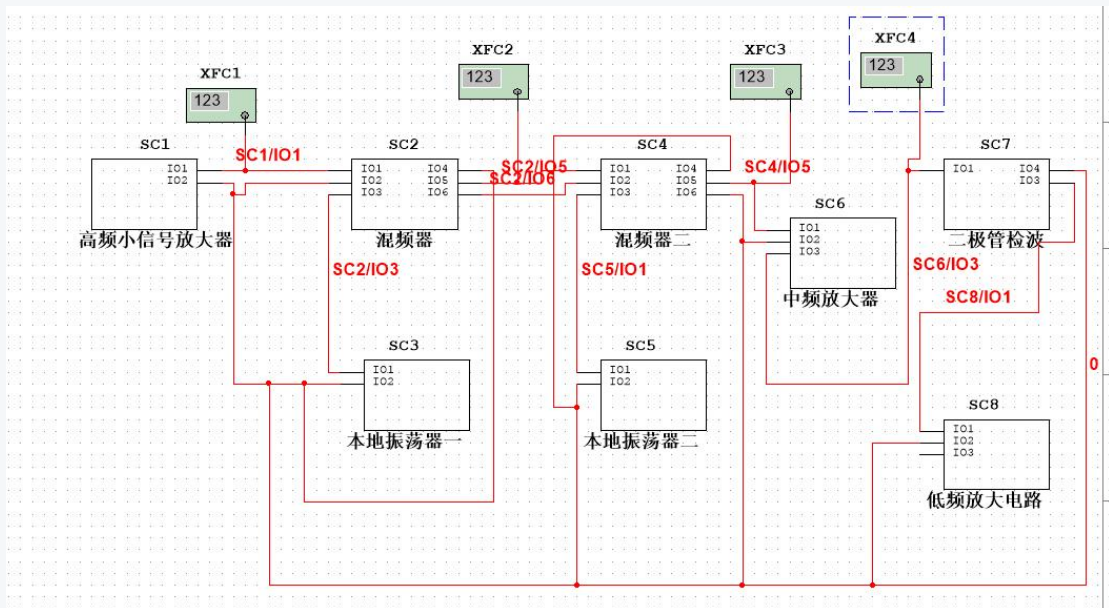 XFC1
123
XFC2
123
XFC3
123
XFC4
123
SC1
IO1
IO2
高频小信号放大器
SC1/IO1
SC2
IO1
IO2
IO3
IO4
IO5
IO6
混频器
SC2/IO5
SC2/IO6
SC2/IO3
SC4
IO1
IO2
IO3
IO4
IO5
IO6
混频器二
SC4/IO5
SC5/IO1
SC6
IO1
IO2
IO3
中频放大器
SC7
IO1
IO4
IO3
二极管检波
SC6/IO3
SC8/IO1
SC3
IO1
IO2
本地振荡器一
SC5
IO1
IO2
本地振荡器二
0
SC8
IO1
IO2
IO3
低频放大电路